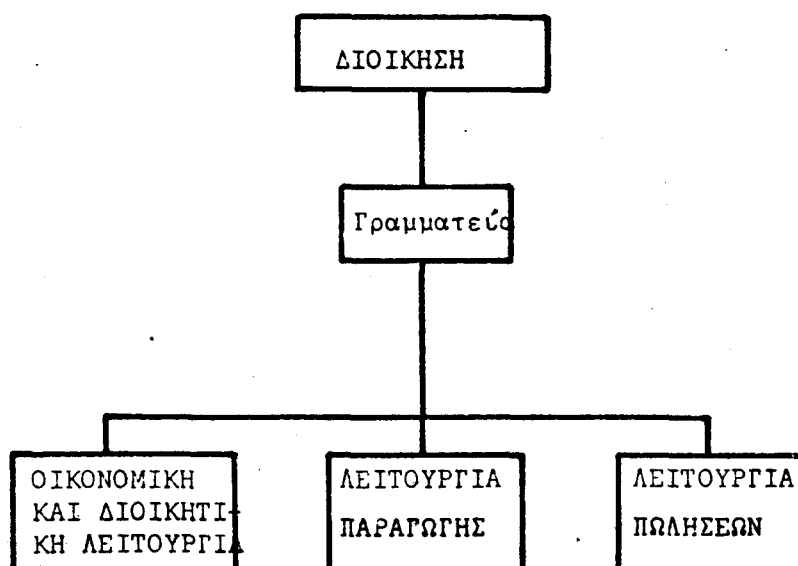 ΔΙΟΙΚΗΣΗ
Γραμματεία
ΟΙΚΟΝΟΜΙΚΗ
ΚΑΙ ΔΙΟΙΚΗΤΙ-
ΚΗ ΛΕΙΤΟΥΡΓΙΑ
ΛΕΙΤΟΥΡΓΙΑ
ΠΑΡΑΓΩΓΗΣ
ΛΕΙΤΟΥΡΓΙΑ
ΠΩΛΗΣΕΩΝ